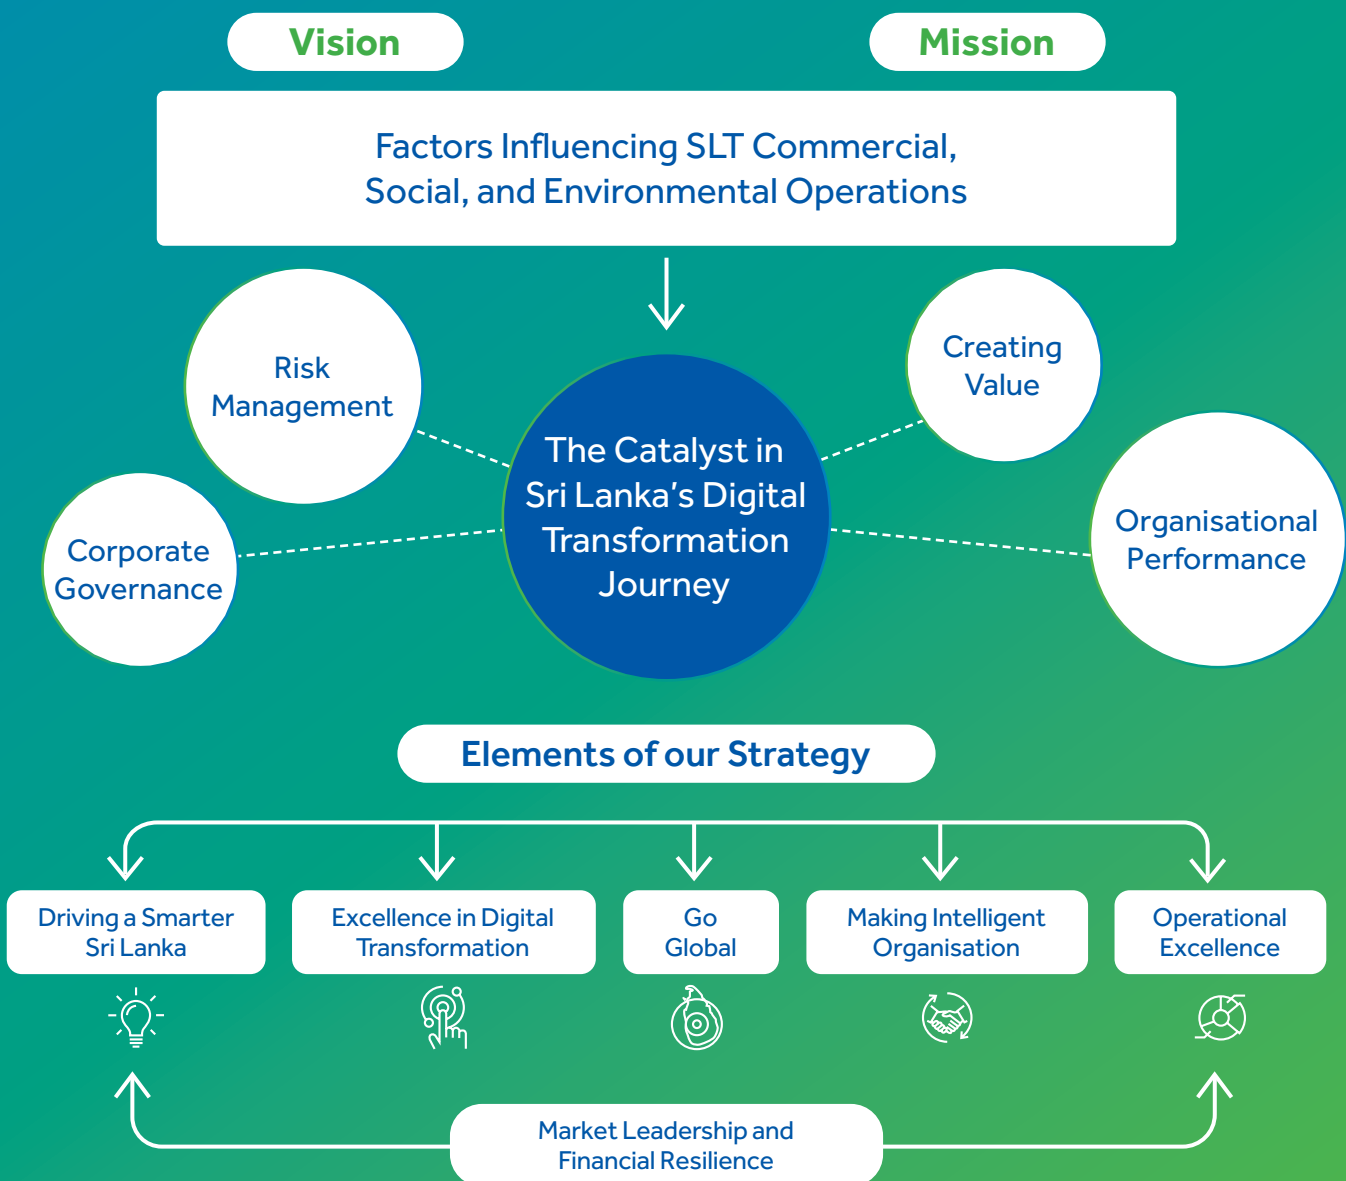 Vision
Mission
Factors Influencing SLT Commercial,
Social, and Environmental Operations
Risk
Management
Creating
Value
The Catalyst in
Sri Lanka's Digital
Transformation
Journey
Corporate
Governance
Organisational
Performance
Elements of our Strategy
Driving a Smarter
Sri Lanka
Excellence in Digital
Transformation
Go
Global
Making Intelligent
Organisation
Operational
Excellence
Market Leadership and
Financial Resilience